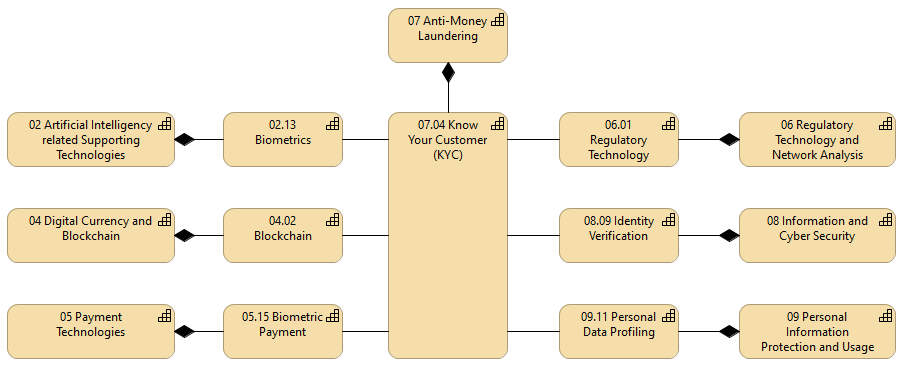 07 Anti-Money
Laundering
02 Artificial Intelligency
related Supporting
Technologies
02.13
Biometrics
07.04 Know
Your Customer
(KYC)
06.01
Regulatory
Technology
06 Regulatory
Technology and
Network Analysis
04 Digital Currency and
Blockchain
04.02
Blockchain
08.09 Identity
Verification
08 Information and
Cyber Security
05 Payment
Technologies
05.15 Biometric
Payment
09.11 Personal
Data Profiling
09 Personal
Information
Protection and Usage